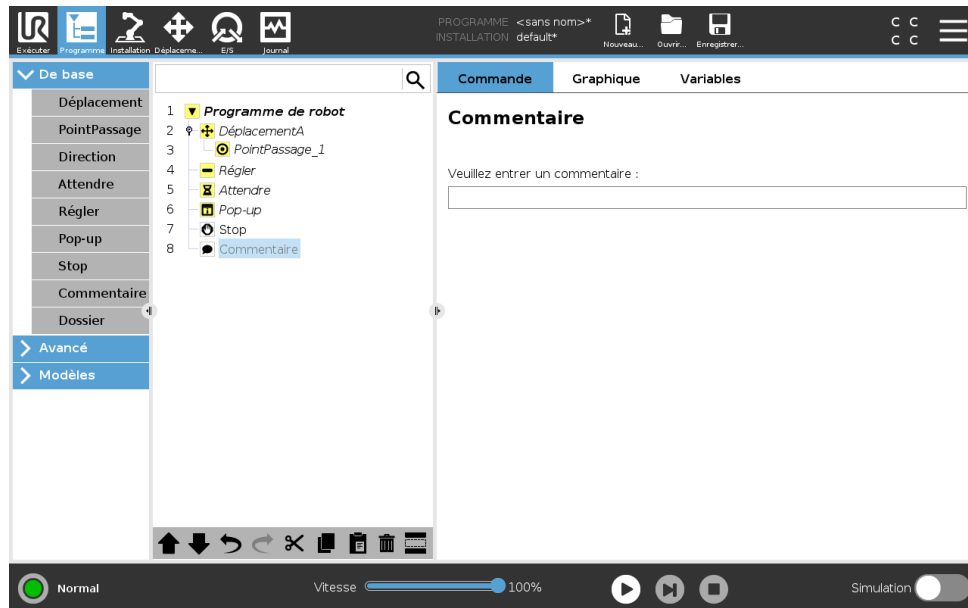 PROGRAMME <sans nom>*
INSTALLATION default*
Exécuter Programme Installation Déplaceme... E/S Journal
Nouveau... Ouvrir... Enregistrer...
C C
C C
De base
Déplacement
PointPassage
Direction
Attendre
Régler
Pop-up
Stop
Commentaire
Dossier
Avancé
Modèles
1 Programme de robot
2 DéplacementA
3 PointPassage_1
4 Régler
5 Attendre
6 Pop-up
7 Stop
8 Commentaire
Commande Graphique Variables
Commentaire
Veuillez entrer un commentaire :
Normal
Vitesse 100%
Simulation